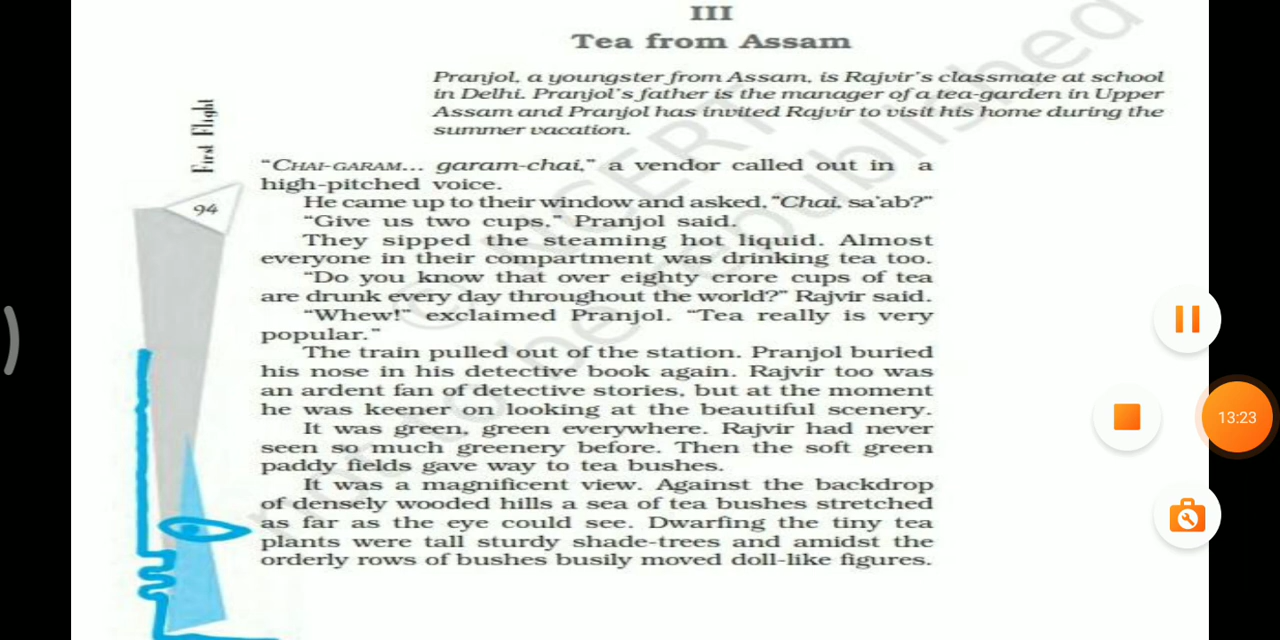 III
Tea from Assam
Pranjol, a youngster from Assam, is Rajvir's classmate at school
in Delhi. Pranjol's father is the manager of a tea-garden in Upper
Assam and Pranjol has invited Rajvir to visit his home during the
summer vacation.
First Flight
94
"CHAI-GARAM... garam-chai," a vendor called out in a
high-pitched voice.
He came up to their window and asked, "Chai, sa'ab?"
"Give us two cups," Pranjol said.
They sipped the steaming hot liquid. Almost
everyone in their compartment was drinking tea too.
"Do you know that over eighty crore cups of tea
are drunk every day throughout the world?" Rajvir said.
"Whew!" exclaimed Pranjol. "Tea really is very
popular."
The train pulled out of the station. Pranjol buried
his nose in his detective book again. Rajvir too was
an ardent fan of detective stories, but at the moment
he was keener on looking at the beautiful scenery.
It was green, green everywhere. Rajvir had never
seen so much greenery before. Then the soft green
paddy fields gave way to tea bushes.
It was a magnificent view. Against the backdrop
of densely wooded hills a sea of tea bushes stretched
as far as the eye could see. Dwarfing the tiny tea
plants were tall sturdy shade-trees and amidst the
orderly rows of bushes busily moved doll-like figures.
© NCERT
not to be republished
13:23